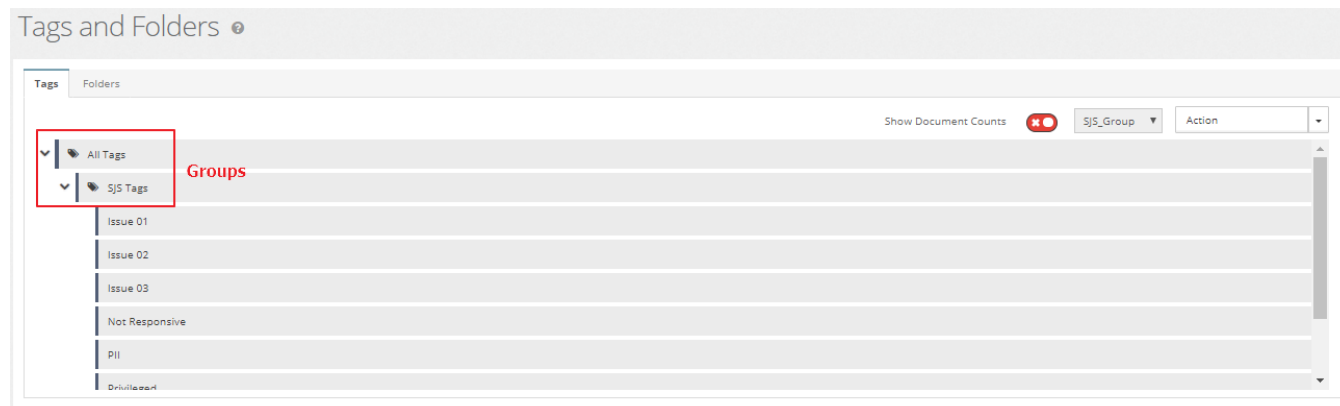 Tags and Folders
Tags Folders
Show Document Counts SJS_Group Action
All Tags
Groups
SJS Tags
Issue 01
Issue 02
Issue 03
Not Responsive
PII
Privileged